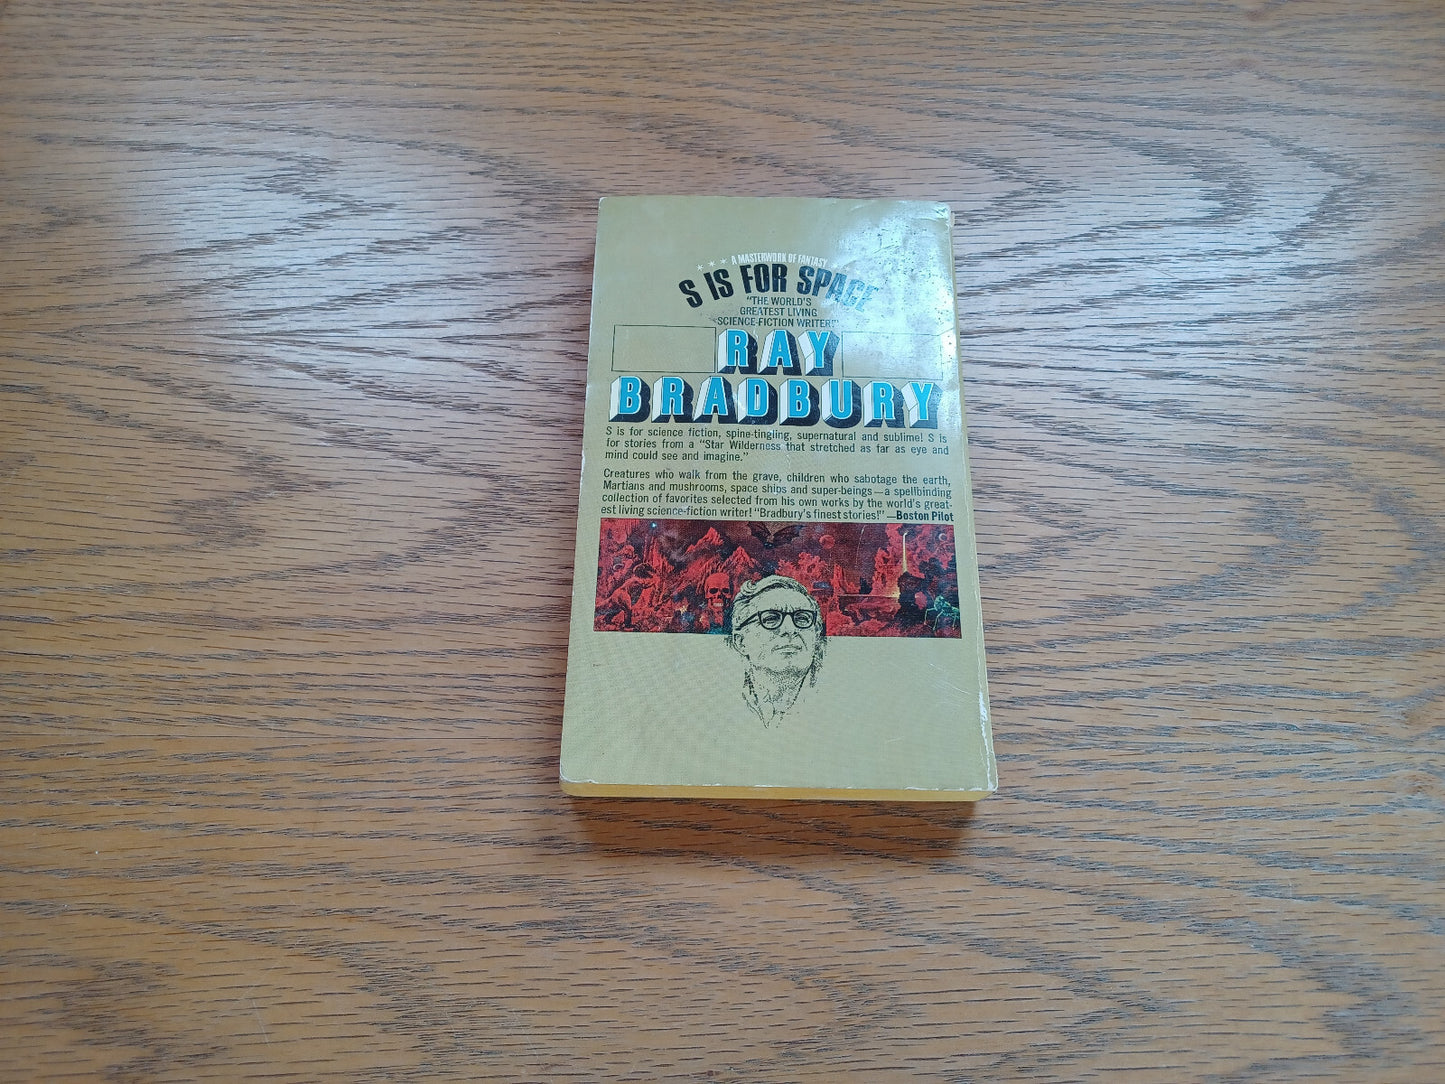 A MASTERWORK OF FANTASY
S IS FOR SPACE
"THE WORLD'S
GREATEST LIVING
SCIENCE-FICTION WRITER!"
RAY
BRADBURY
S is for science fiction, spine-tingling, supernatural and sublime! S is
for stories from a "Star Wilderness that stretched as far as eye and
mind could see and imagine."
Creatures who walk from the grave, children who sabotage the earth,
Martians and mushrooms, space ships and super-beings—a spellbinding
collection of favorites selected from his own works by the world's great-
est living science-fiction writer! "Bradbury's finest stories!" —Boston Pilot